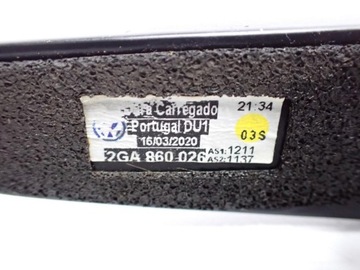 Carregado 21:34
Portugal DU1 03S
16/03/2020
2GA 860 026 AS1:1211
AS2:1137